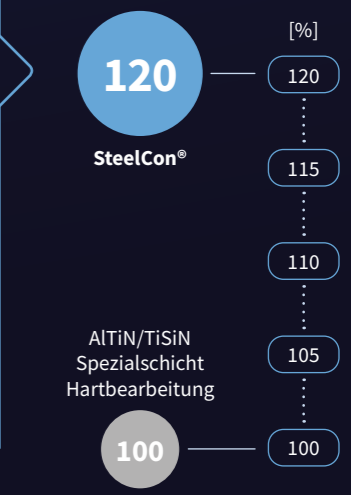 [%]
120
120
SteelCon®
115
110
AlTiN/TiSiN
Spezialschicht
Hartbearbeitung
105
100
100